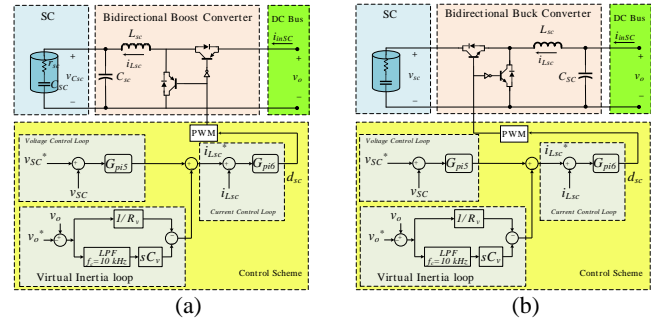 SC
Bidirectional Boost Converter
DC Bus
L_sc
i_inSC
r_sc
C_SC
v_Csc
C_sc
i_Lsc
v_o
PWM
Voltage Control Loop
v_SC*
G_pi5
i_Lsc*
G_pi6
d_sc
v_SC
i_Lsc
Current Control Loop
v_o
1/R_v
v_o*
LPF
f_c=10 kHz
sC_v
Virtual Inertia loop
Control Scheme
(a)
SC
Bidirectional Buck Converter
DC Bus
L_sc
i_inSC
r_sc
C_SC
v_Csc
i_Lsc
C_SC
v_o
PWM
Voltage Control Loop
v_SC*
G_pi5
i_Lsc*
G_pi6
d_sc
v_SC
i_Lsc
Current Control Loop
v_o
1/R_v
v_o*
LPF
f_c=10 kHz
sC_v
Virtual Inertia loop
Control Scheme
(b)